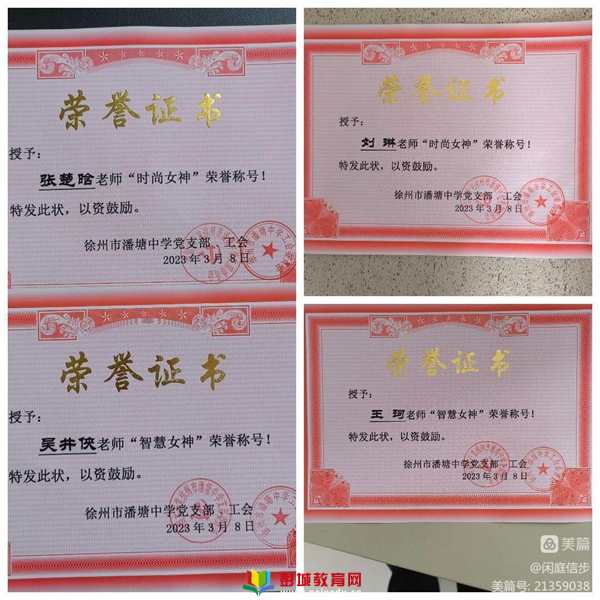 荣誉证书
授予:
张楚晗老师“时尚女神”荣誉称号!
特发此状,以资鼓励。
徐州市潘塘中学党支部、工会
2023年3月8日
荣誉证书
授予:
刘琳老师“时尚女神”荣誉称号!
特发此状,以资鼓励。
徐州市潘塘中学党支部、工会
2023年3月8日
荣誉证书
授予:
吴井侠老师“智慧女神”荣誉称号!
特发此状,以资鼓励。
徐州市潘塘中学党支部、工会
2023年3月8日
荣誉证书
授予:
王珂老师“智慧女神”荣誉称号!
特发此状,以资鼓励。
徐州市潘塘中学党支部、工会
2023年3月8日
彭城教育网
美篇
@闲庭信步
美篇号: 21359038